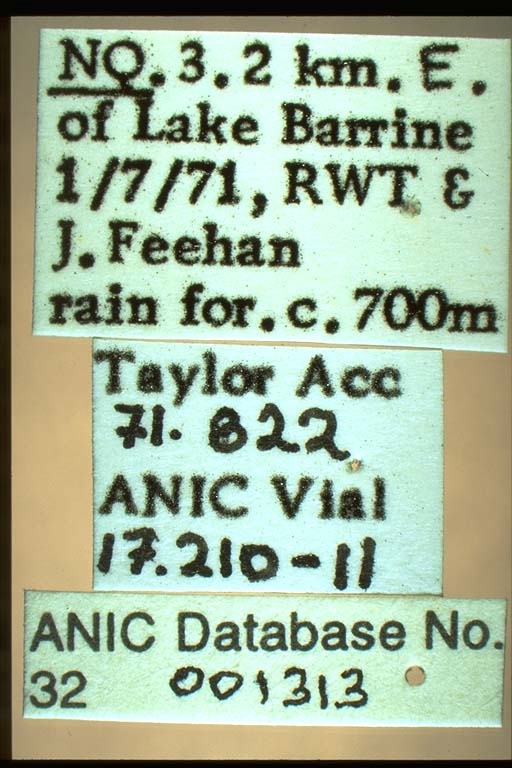 NQ. 3.2 km. E.
of Lake Barrine
1/7/71, RWT &
J. Feehan
rain for. c. 700m
Taylor Acc
71. 822
ANIC Vial
17.210-11
ANIC Database No.
32 001313